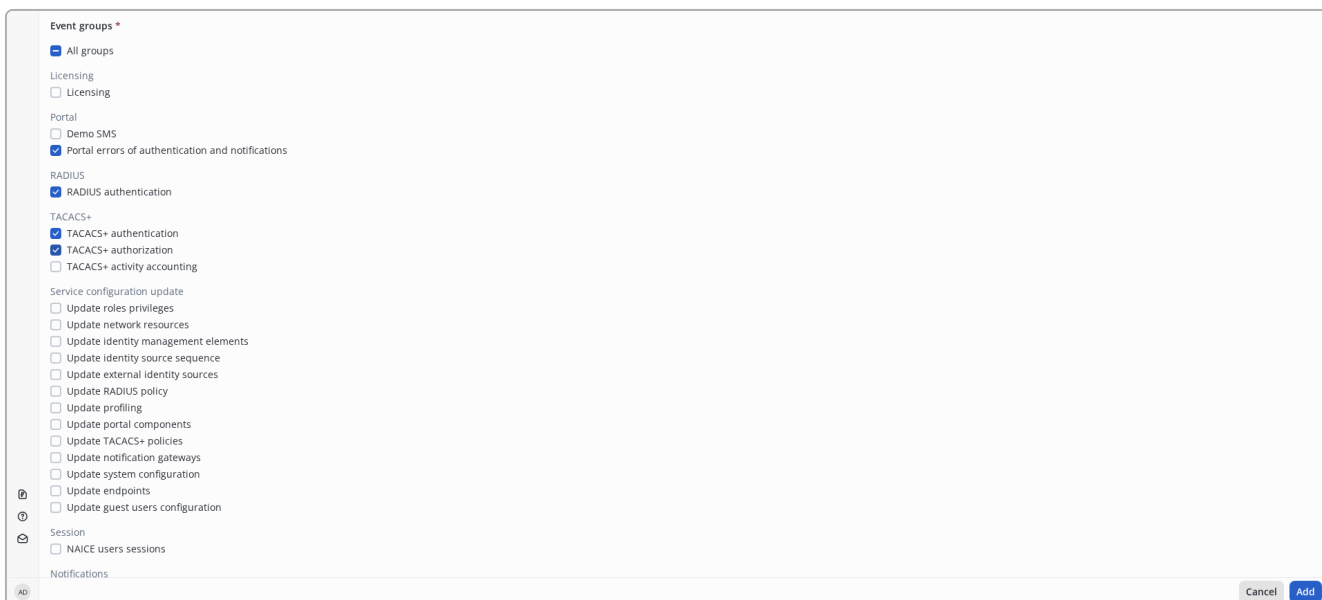 Event groups *
All groups
Licensing
Licensing
Portal
Demo SMS
Portal errors of authentication and notifications
RADIUS
RADIUS authentication
TACACS+
TACACS+ authentication
TACACS+ authorization
TACACS+ activity accounting
Service configuration update
Update roles privileges
Update network resources
Update identity management elements
Update identity source sequence
Update external identity sources
Update RADIUS policy
Update profiling
Update portal components
Update TACACS+ policies
Update notification gateways
Update system configuration
Update endpoints
Update guest users configuration
Session
NAICE users sessions
Notifications
AD
Cancel Add